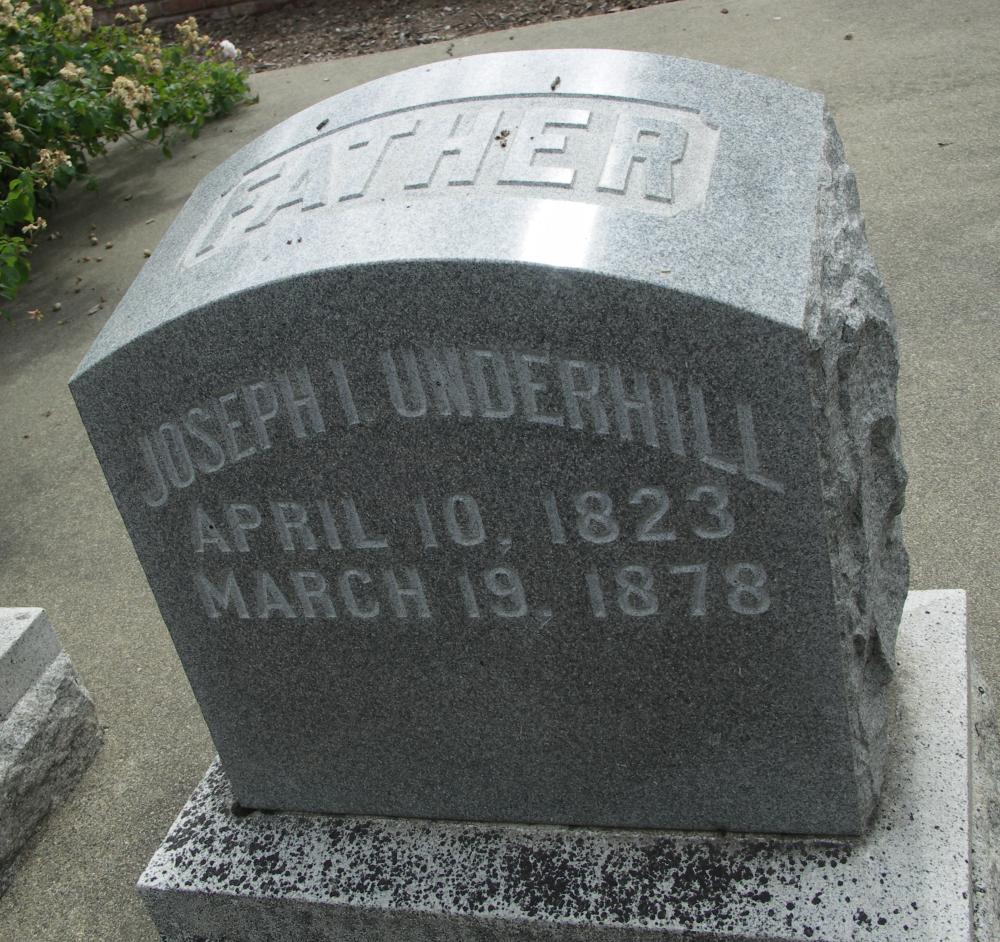 FATHER
JOSEPH I. UNDERHILL
APRIL 10, 1823
MARCH 19, 1878